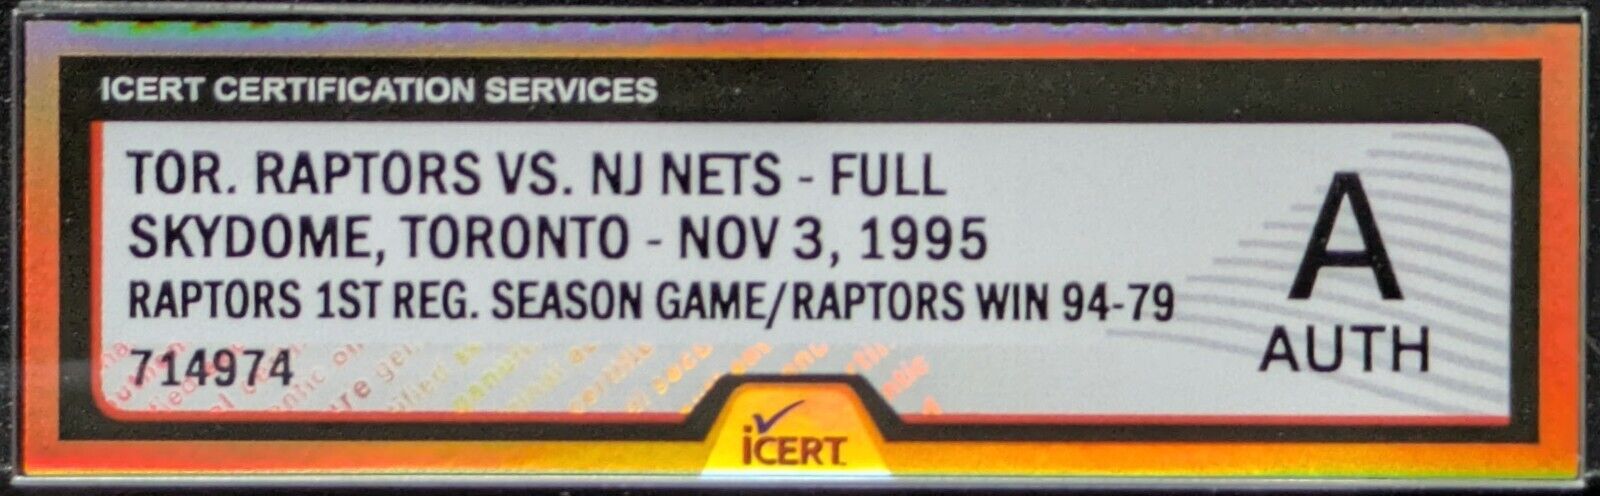 ICERT CERTIFICATION SERVICES
TOR. RAPTORS VS. NJ NETS - FULL
SKYDOME, TORONTO - NOV 3, 1995
RAPTORS 1ST REG. SEASON GAME/RAPTORS WIN 94-79
714974
A
AUTH
iCERT